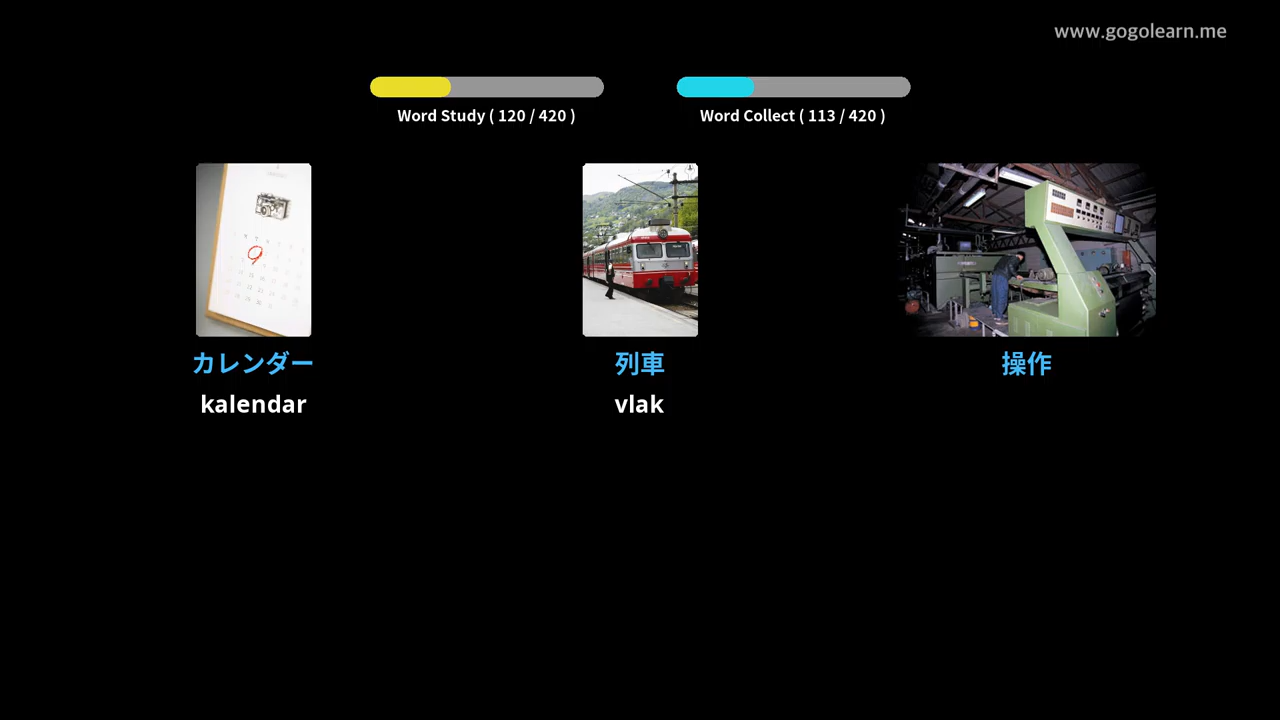 www.gogolearn.me
Word Study ( 120 / 420 )
Word Collect ( 113 / 420 )
カレンダー
kalendar
列車
vlak
操作